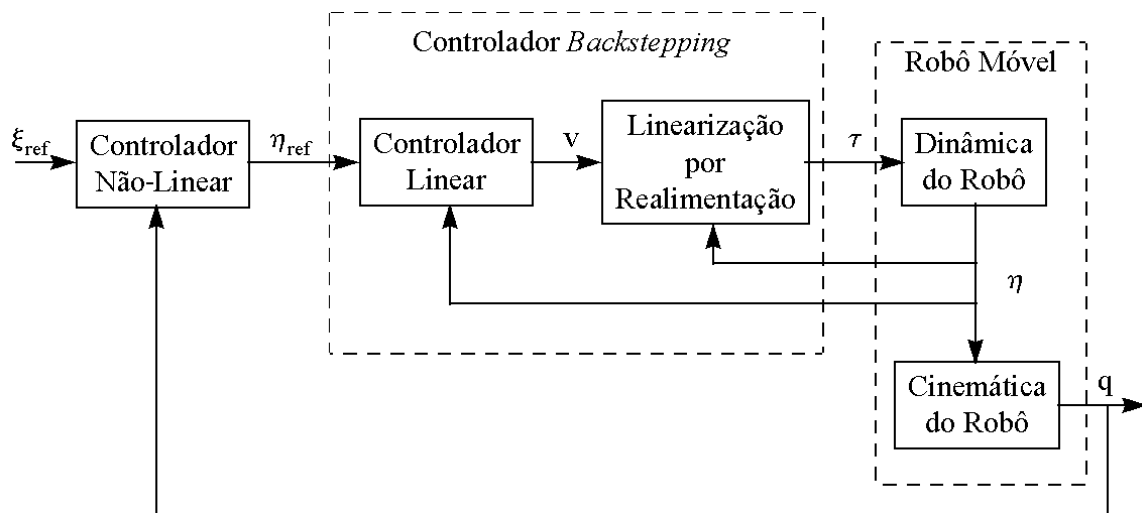 Controlador Backstepping
Robô Móvel
ξref
Controlador
Não-Linear
ηref
Controlador
Linear
v
Linearização
por
Realimentação
τ
Dinâmica
do Robô
η
Cinemática
do Robô
q